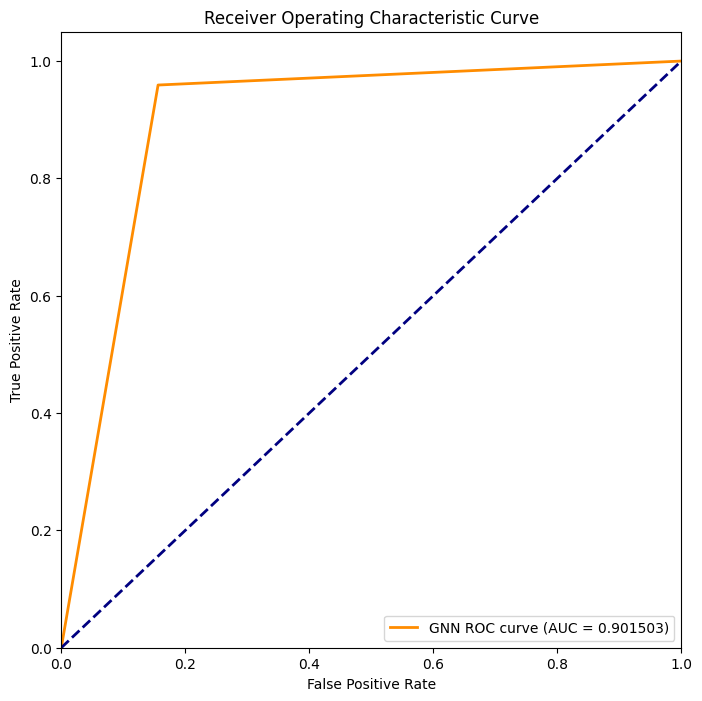 Receiver Operating Characteristic Curve
True Positive Rate
1.0
0.8
0.6
0.4
0.2
0.0
GNN ROC curve (AUC = 0.901503)
0.0 0.2 0.4 0.6 0.8 1.0
False Positive Rate